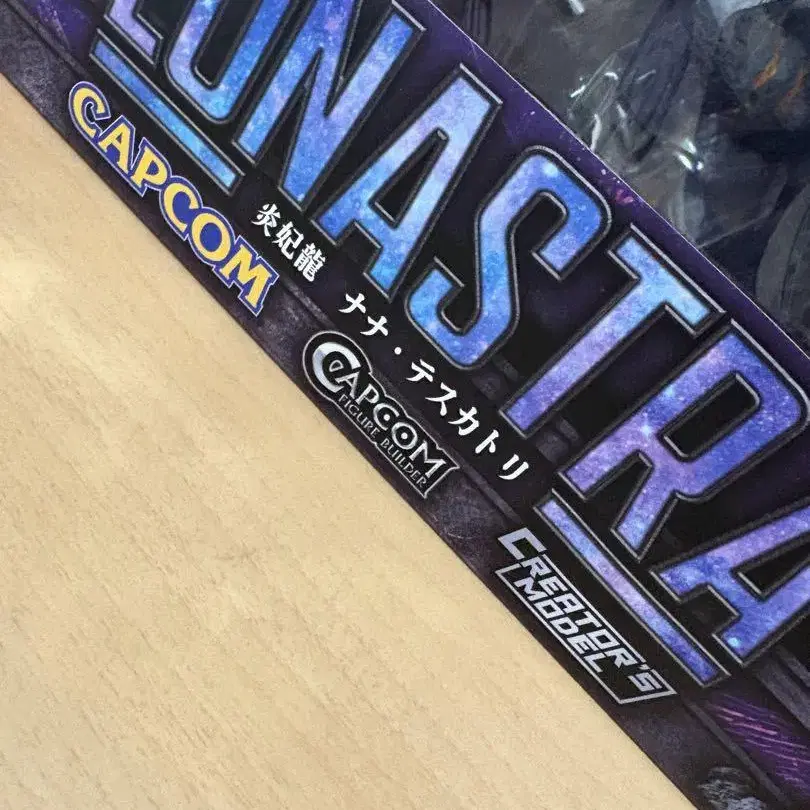 LUNASTRA
炎妃龍 ナナ・テスカトリ
CAPCOM
CAPCOM
FIGURE BUILDER
CREATOR'S
MODEL